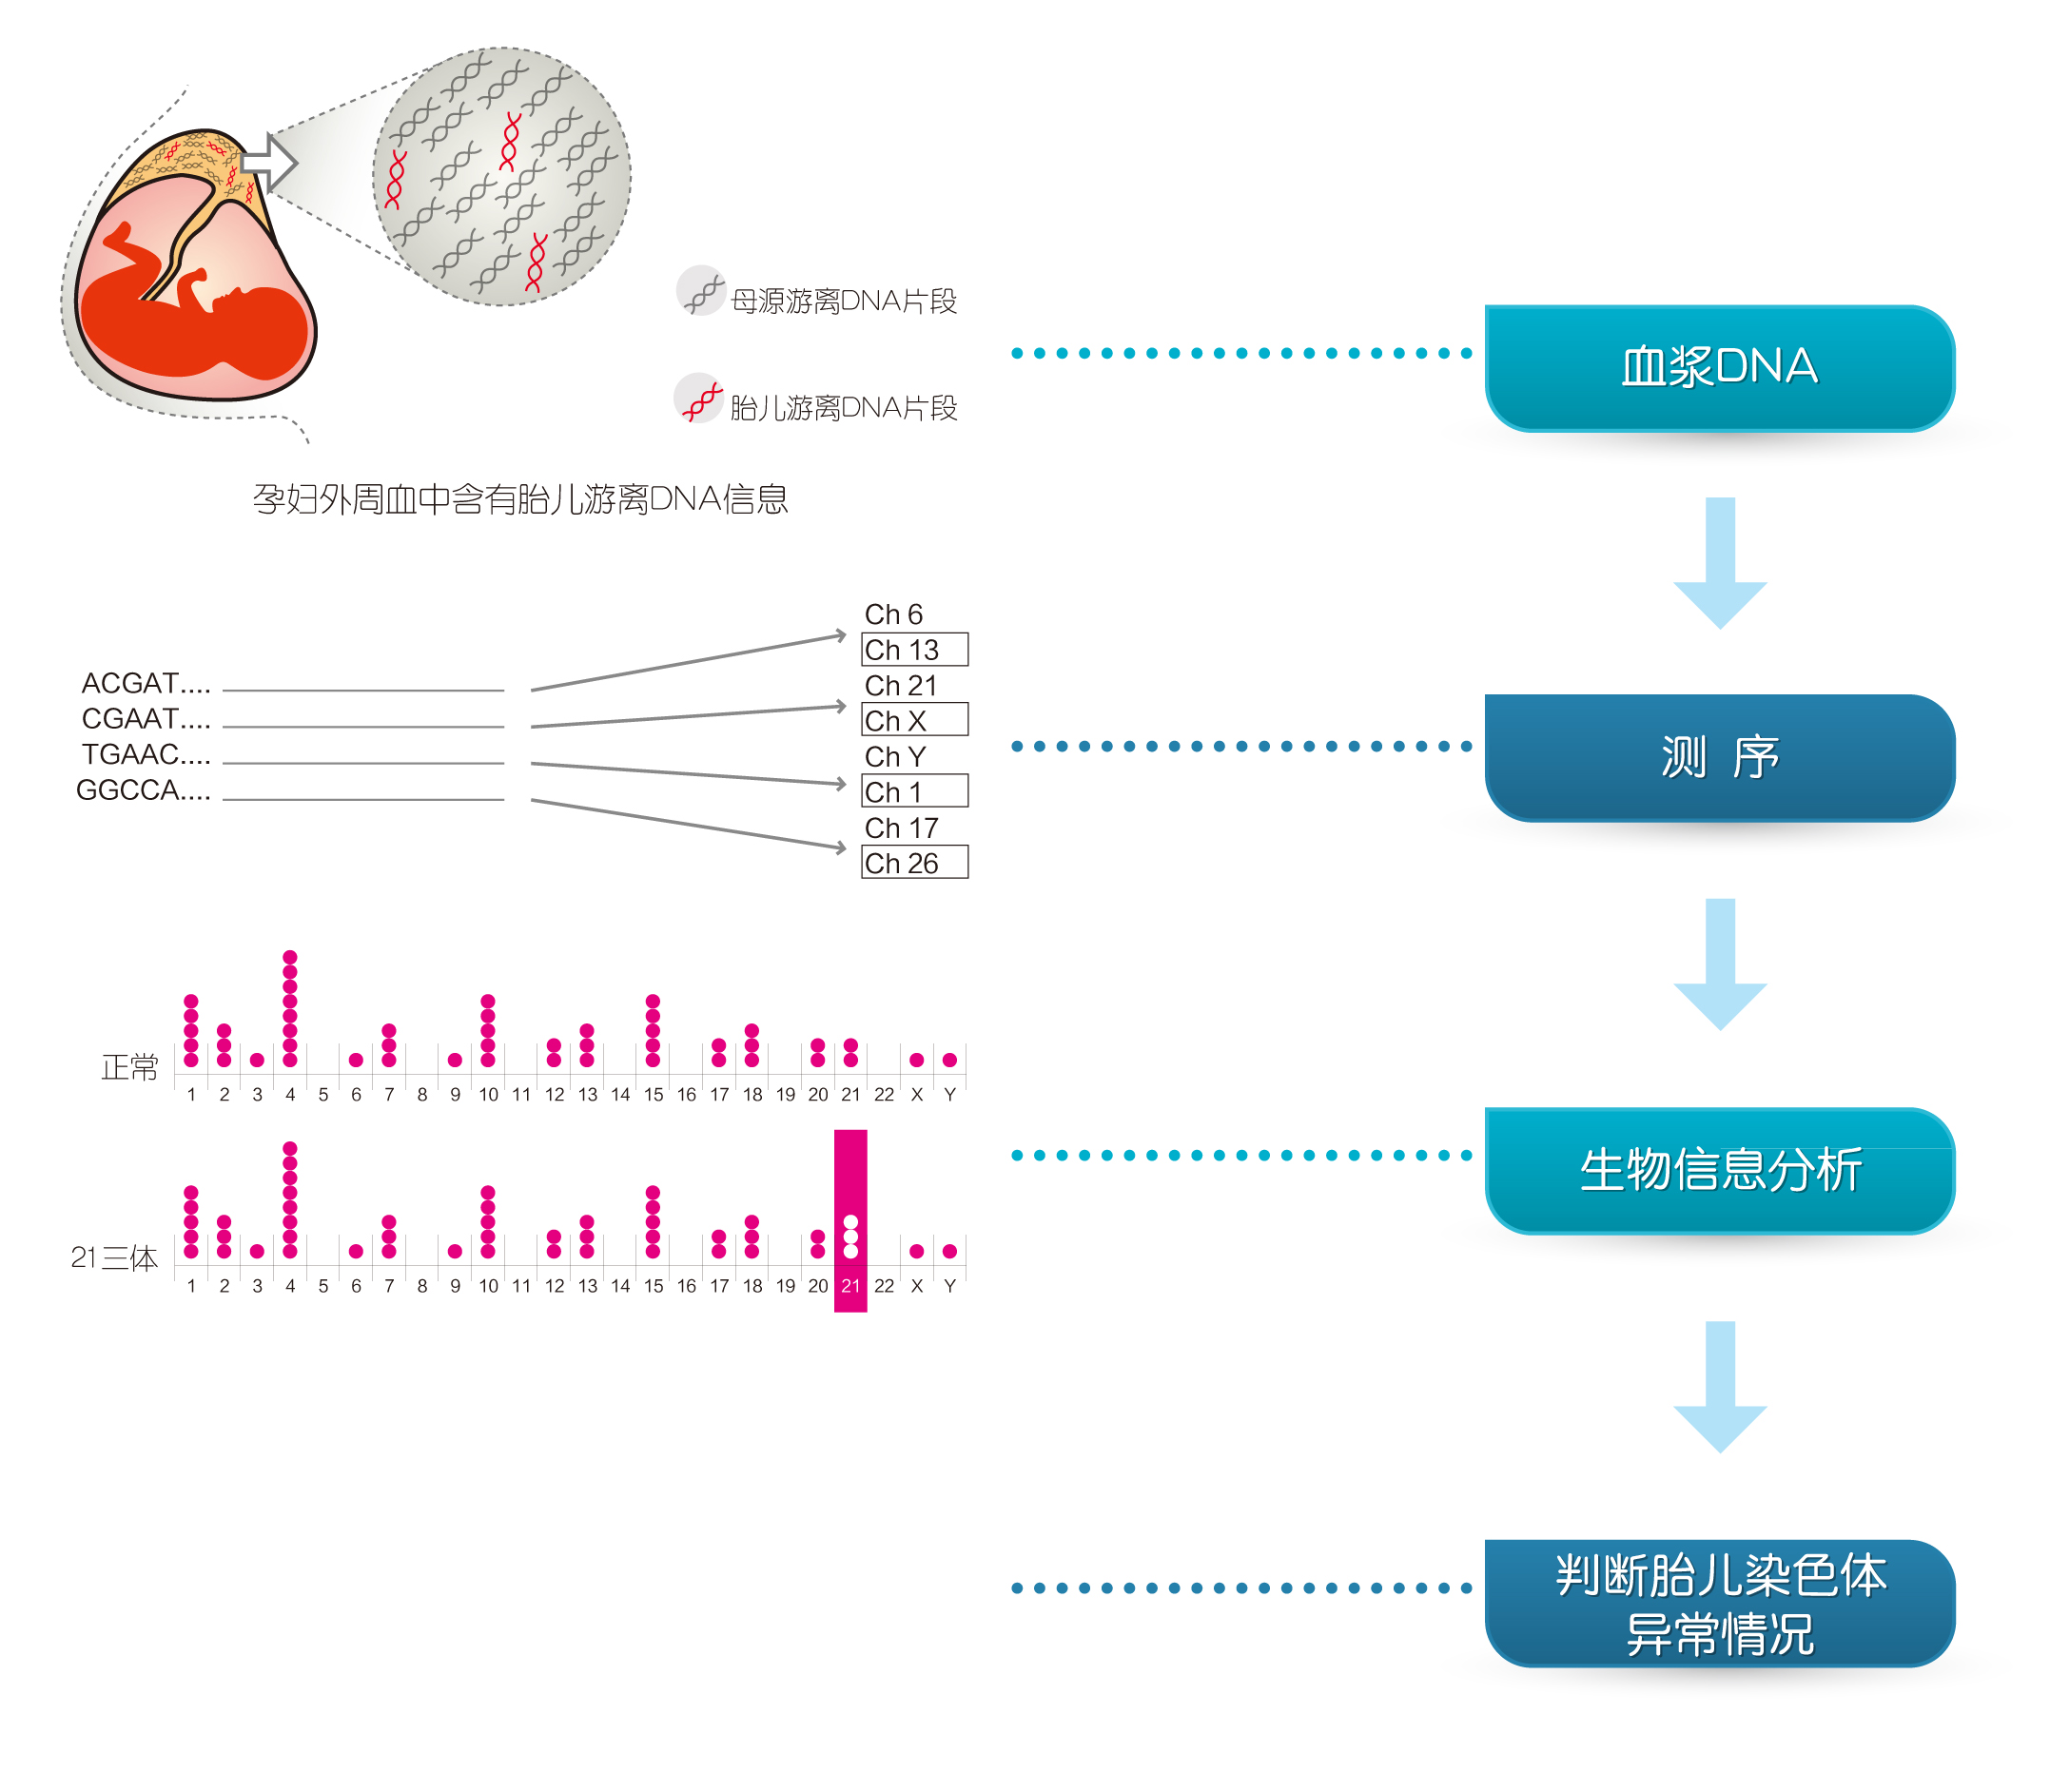 母源游离DNA片段
胎儿游离DNA片段
孕妇外周血中含有胎儿游离DNA信息
血浆DNA
ACGAT....
CGAAT....
TGAAC....
GGCCA....
Ch 6
Ch 13
Ch 21
Ch X
Ch Y
Ch 1
Ch 17
Ch 26
测 序
正常
1 2 3 4 5 6 7 8 9 10 11 12 13 14 15 16 17 18 19 20 21 22 X Y
21三体
1 2 3 4 5 6 7 8 9 10 11 12 13 14 15 16 17 18 19 20 21 22 X Y
生物信息分析
判断胎儿染色体
异常情况